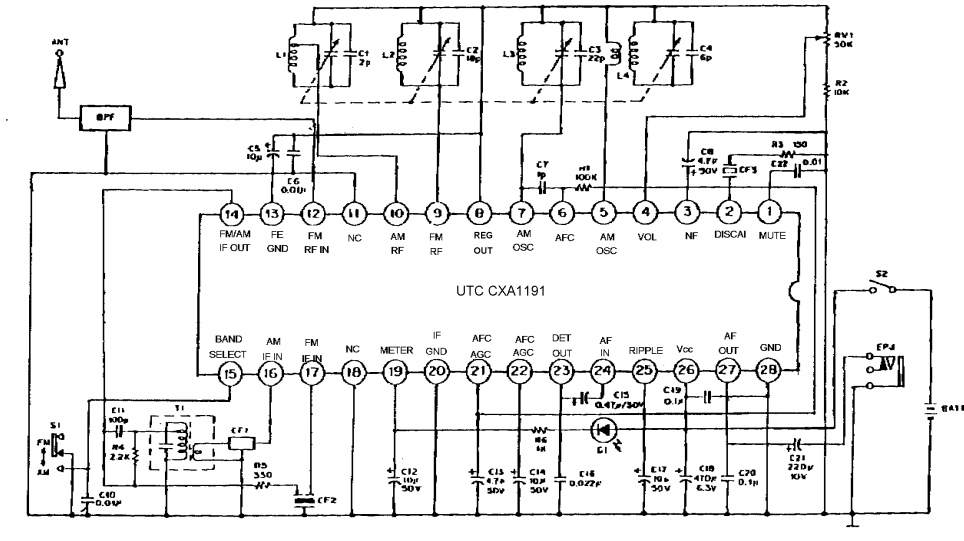 ANT
BPF
L1
C1
2p
L2
C2
18p
L3
C3
22p
L4
C4
6p
RV1
50K
R2
10K
C5
10μ
C6
0.01μ
C7
1p
R1
100K
4.7μ
50V
R3 150
C22
0.01
CF3
14
13
12
11
10
9
8
7
6
5
4
3
2
1
FM/AM
IF OUT
FE
GND
FM
RF IN
NC
AM
RF
FM
RF
REG
OUT
AM
OSC
AFC
AM
OSC
VOL
NF
DISCAI
MUTE
UTC CXA1191
S2
BAND
SELECT
AM
IF IN
FM
IF IN
NC
METER
IF
GND
AFC
AGC
AFC
AGC
DET
OUT
AF
IN
RIPPLE
Vcc
AF
OUT
GND
15
16
17
18
19
20
21
22
23
24
25
26
27
28
BATT
C11
100p
T1
CF1
R4
2.2K
S1
FM
AM
C10
0.01μ
R5
330
CF2
C12
10μ
50V
C13
4.7μ
50V
C14
10μ
50V
C15
0.47μ/50V
R6
D1
C16
0.022μ
C17
10μ
50V
C18
470μ
6.3V
C19
0.1μ
C20
0.1μ
C21
220μ
10V